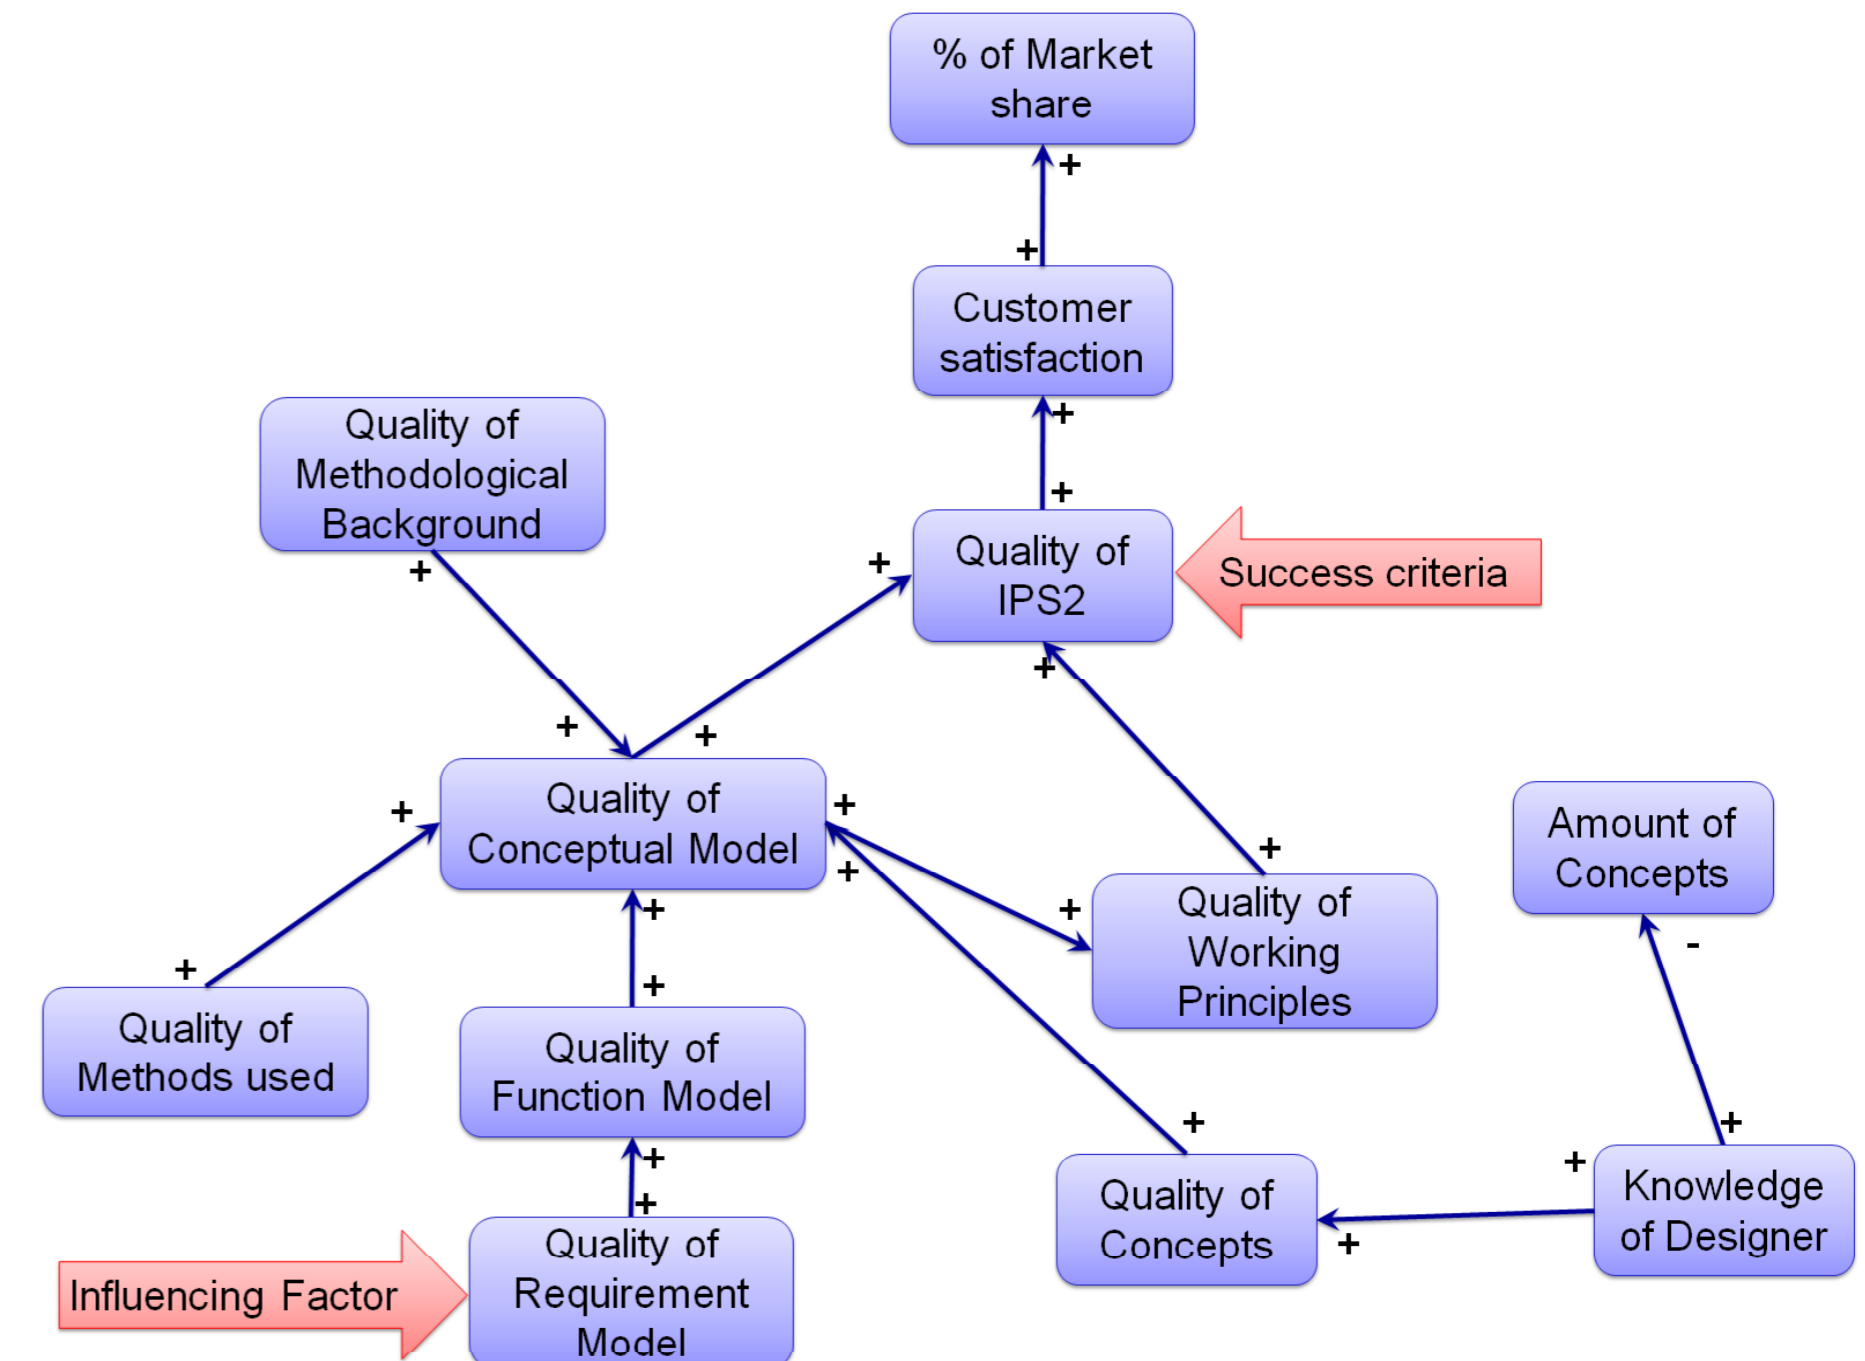 % of Market
share
+
+
Customer
satisfaction
+
+
Quality of
Methodological
Background
+
+
Quality of
IPS2
Success criteria
+
+
+
Quality of
Conceptual Model
+
+
+
+
+
Amount of
Concepts
-
Quality of
Working
Principles
+
+
Quality of
Methods used
+
+
Quality of
Function Model
+
+
Quality of
Requirement
Model
Influencing Factor
+
Quality of
Concepts
+
+
+
Knowledge
of Designer